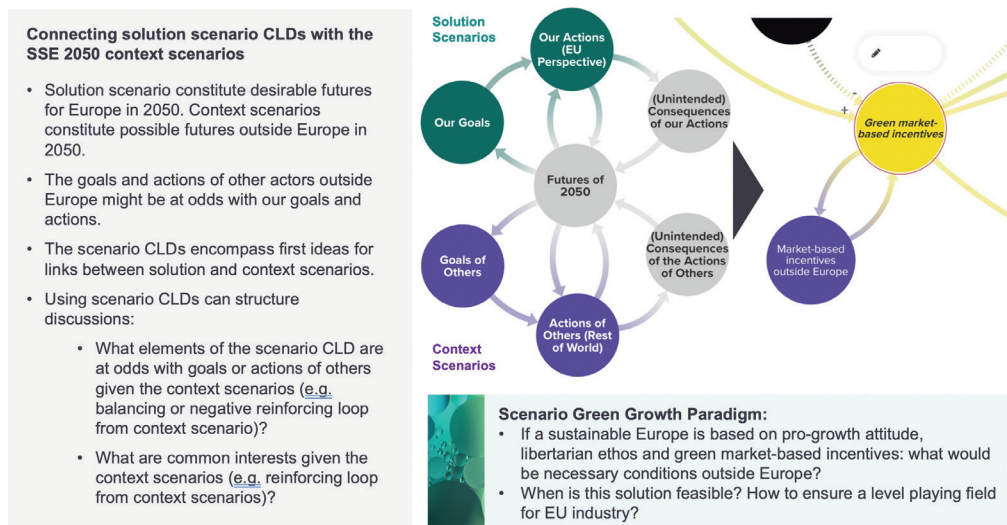 Connecting solution scenario CLDs with the
SSE 2050 context scenarios
• Solution scenario constitute desirable futures
for Europe in 2050. Context scenarios
constitute possible futures outside Europe in
2050.
• The goals and actions of other actors outside
Europe might be at odds with our goals and
actions.
• The scenario CLDs encompass first ideas for
links between solution and context scenarios.
• Using scenario CLDs can structure
discussions:
• What elements of the scenario CLD are
at odds with goals or actions of others
given the context scenarios (e.g.
balancing or negative reinforcing loop
from context scenario)?
• What are common interests given the
context scenarios (e.g. reinforcing loop
from context scenarios)?
Solution
Scenarios
Our Actions
(EU
Perspective)
Our Goals
(Unintended)
Consequences
of our Actions
Futures of
2050
Goals of
Others
(Unintended)
Consequences
of the Actions
of Others
Actions of
Others (Rest
of World)
Context
Scenarios
-
+
Green market-
based incentives
Market-based
incentives
outside Europe
Scenario Green Growth Paradigm:
• If a sustainable Europe is based on pro-growth attitude,
libertarian ethos and green market-based incentives: what would
be necessary conditions outside Europe?
• When is this solution feasible? How to ensure a level playing field
for EU industry?